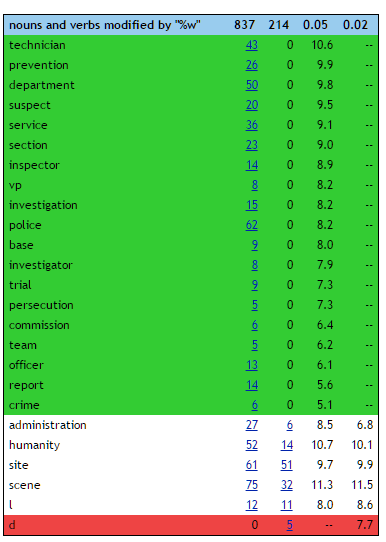 nouns and verbs modified by "%w" 837 214 0.05 0.02
technician 43 0 10.6 --
prevention 26 0 9.9 --
department 50 0 9.8 --
suspect 20 0 9.5 --
service 36 0 9.1 --
section 23 0 9.0 --
inspector 14 0 8.9 --
vp 8 0 8.2 --
investigation 15 0 8.2 --
police 62 0 8.2 --
base 9 0 8.0 --
investigator 8 0 7.9 --
trial 9 0 7.3 --
persecution 5 0 7.3 --
commission 6 0 6.4 --
team 5 0 6.2 --
officer 13 0 6.1 --
report 14 0 5.6 --
crime 6 0 5.1 --
administration 27 6 8.5 6.8
humanity 52 14 10.7 10.1
site 61 51 9.7 9.9
scene 75 32 11.3 11.5
l 12 11 8.0 8.6
d 0 5 -- 7.7